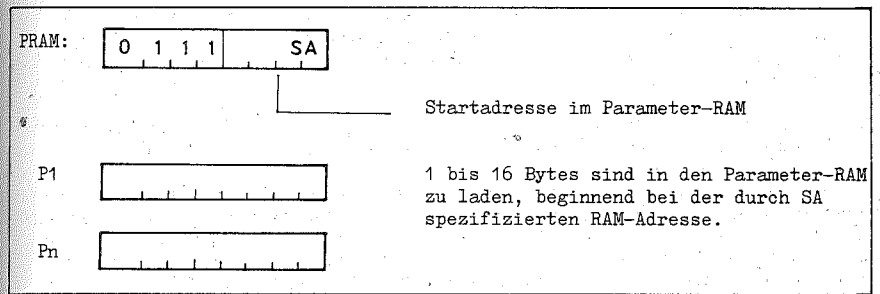 PRAM: 0 1 1 1 SA
Startadresse im Parameter-RAM
P1 1 bis 16 Bytes sind in den Parameter-RAM
zu laden, beginnend bei der durch SA
spezifizierten RAM-Adresse.
Pn